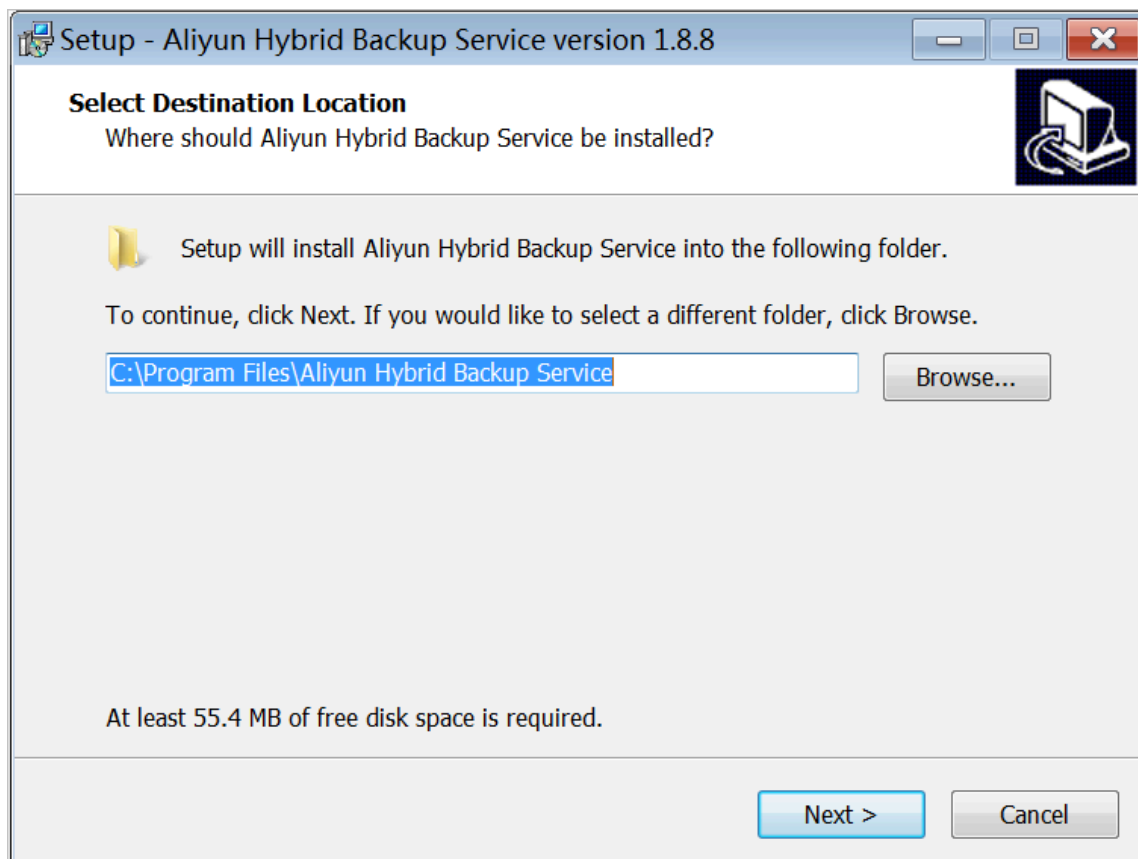 Setup - Aliyun Hybrid Backup Service version 1.8.8
Select Destination Location
Where should Aliyun Hybrid Backup Service be installed?
Setup will install Aliyun Hybrid Backup Service into the following folder.
To continue, click Next. If you would like to select a different folder, click Browse.
C:\Program Files\Aliyun Hybrid Backup Service
Browse...
At least 55.4 MB of free disk space is required.
Next >
Cancel